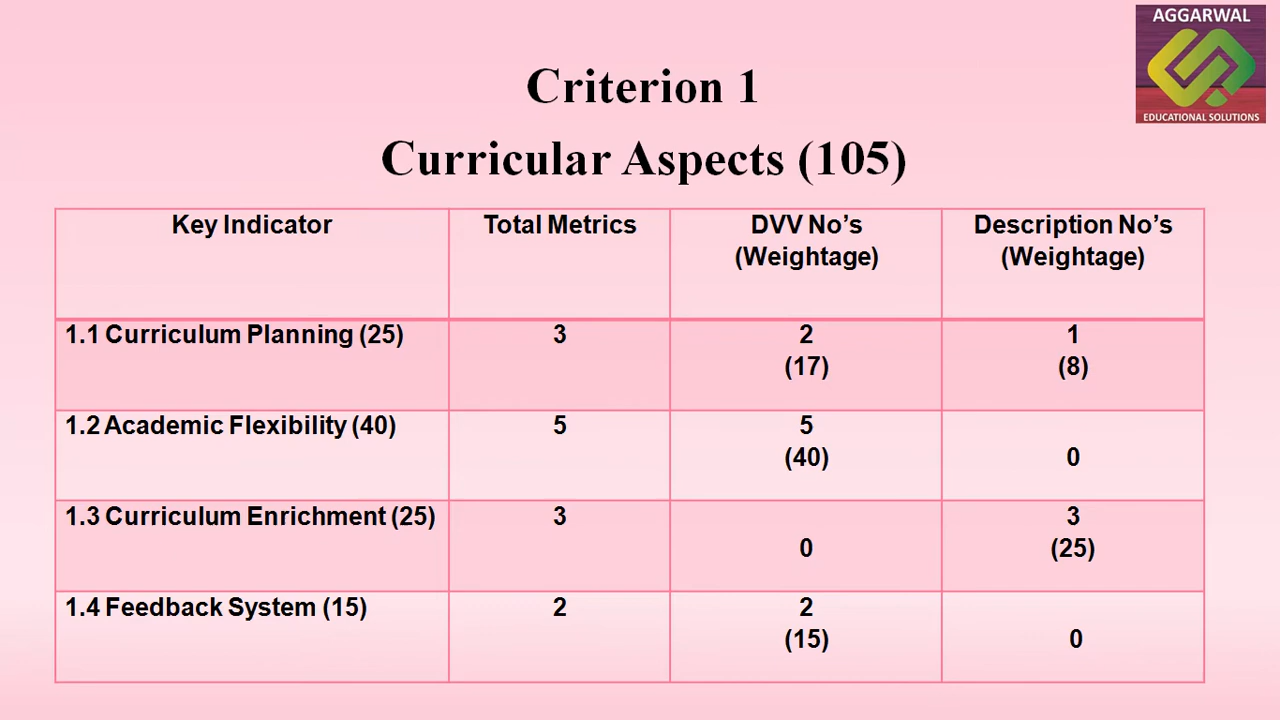 AGGARWAL
EDUCATIONAL SOLUTIONS
Criterion 1
Curricular Aspects (105)
Key Indicator Total Metrics DVV No's (Weightage) Description No's (Weightage)
1.1 Curriculum Planning (25) 3 2 (17) 1 (8)
1.2 Academic Flexibility (40) 5 5 (40) 0
1.3 Curriculum Enrichment (25) 3 0 3 (25)
1.4 Feedback System (15) 2 2 (15) 0